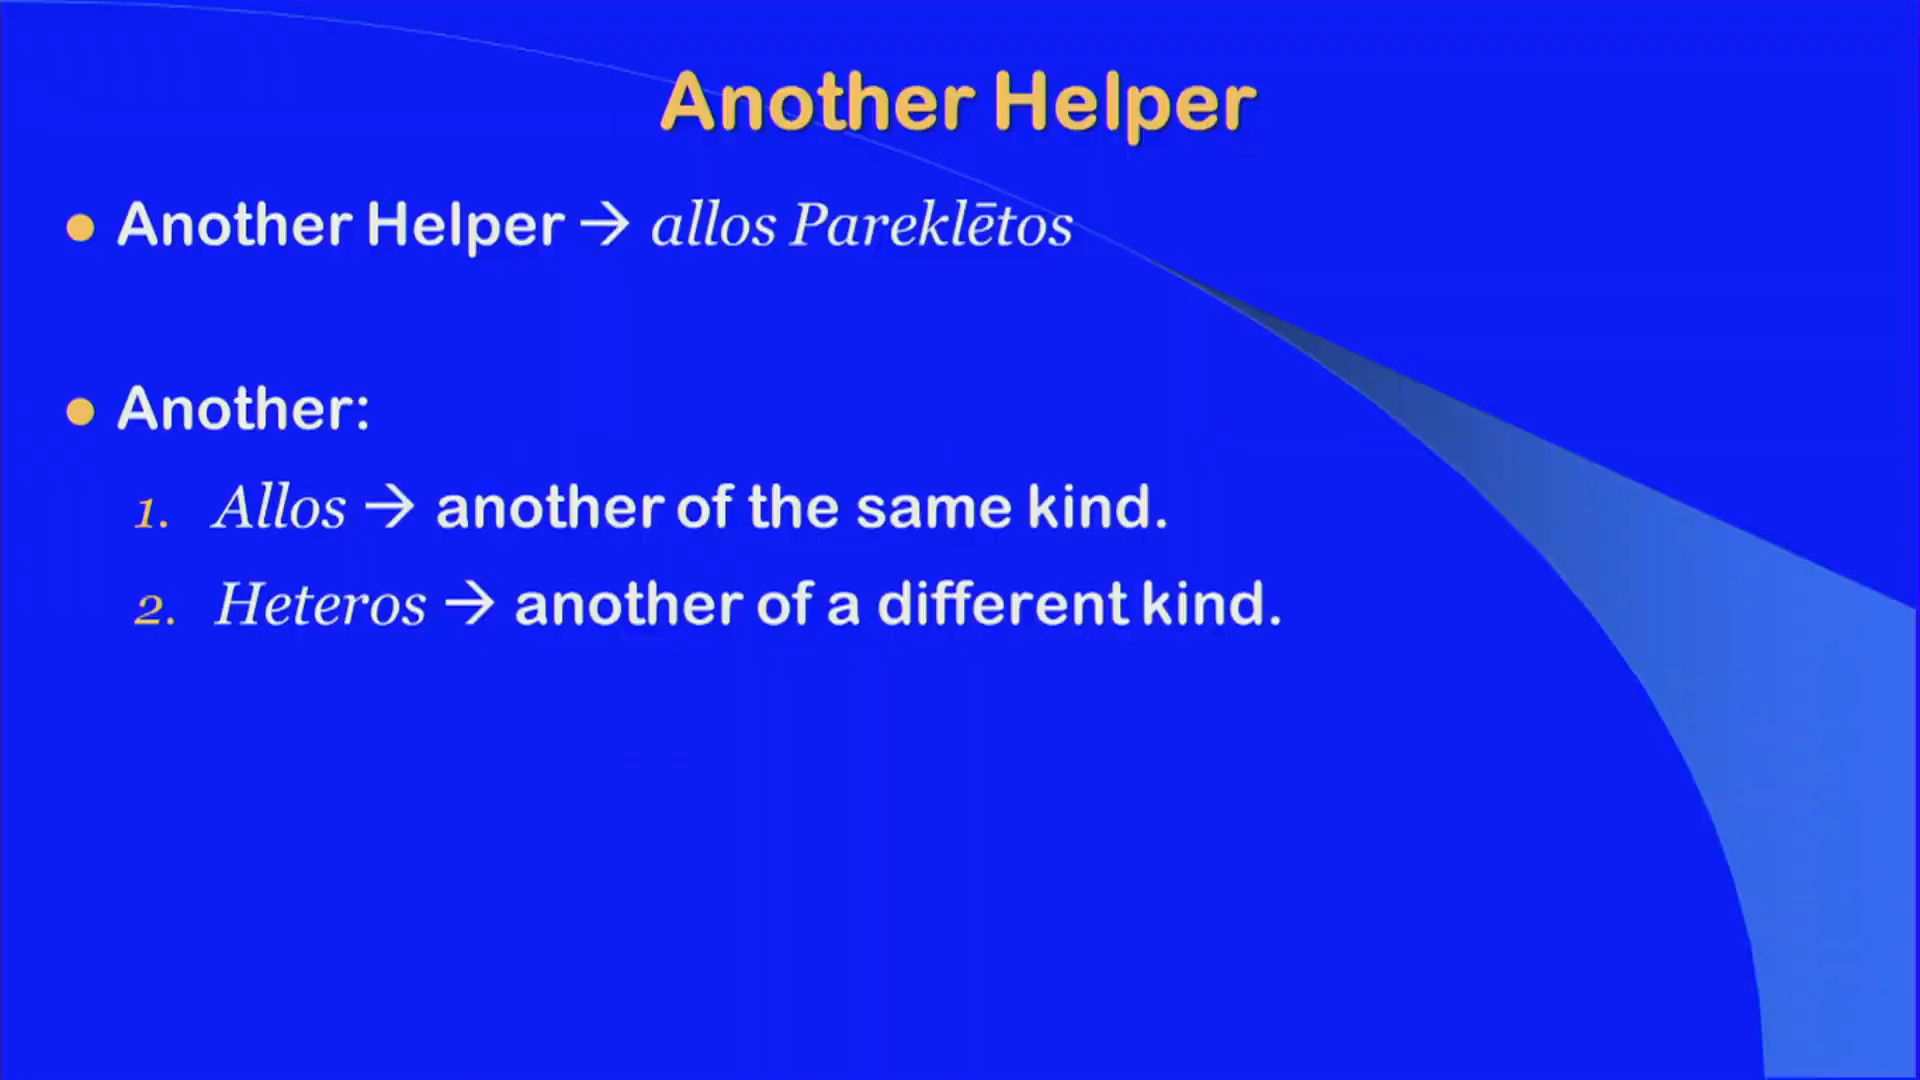 Another Helper
• Another Helper → allos Pareklētos
• Another:
1. Allos → another of the same kind.
2. Heteros → another of a different kind.